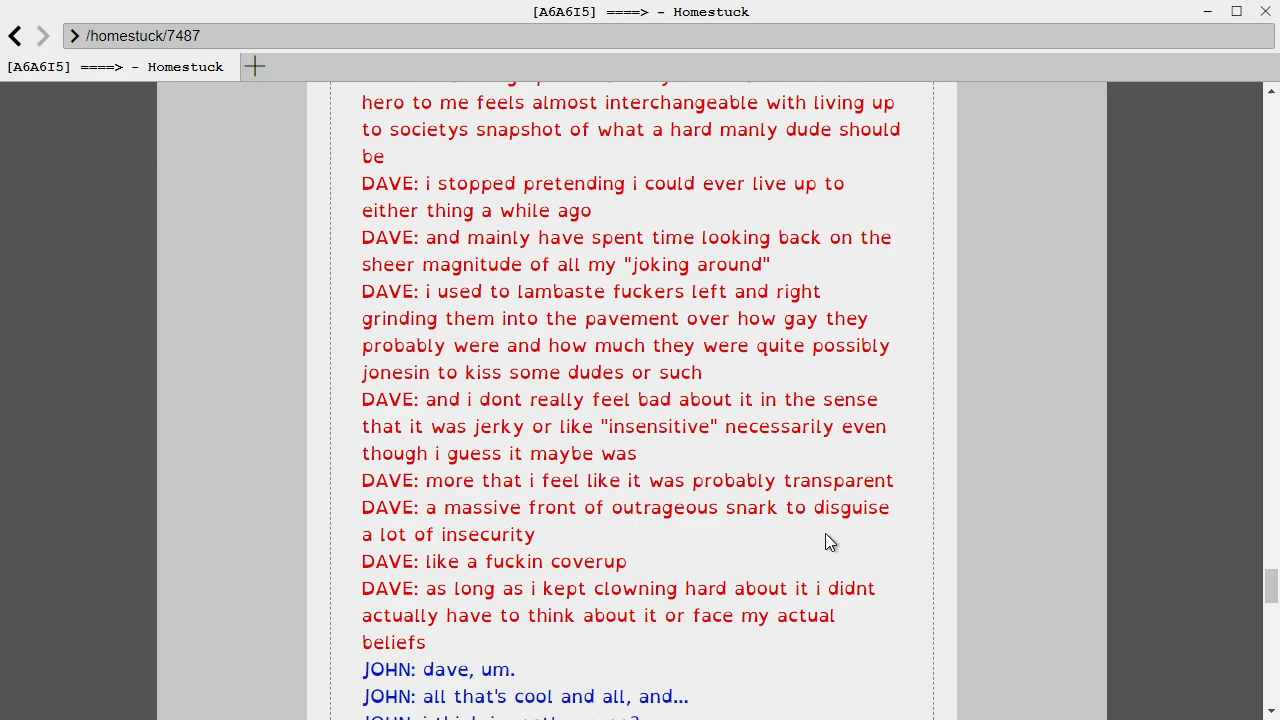 [A6A6I5] ====> - Homestuck
/homestuck/7487
[A6A6I5] ====> - Homestuck
hero to me feels almost interchangeable with living up
to societys snapshot of what a hard manly dude should
be
DAVE: i stopped pretending i could ever live up to
either thing a while ago
DAVE: and mainly have spent time looking back on the
sheer magnitude of all my "joking around"
DAVE: i used to lambaste fuckers left and right
grinding them into the pavement over how gay they
probably were and how much they were quite possibly
jonesin to kiss some dudes or such
DAVE: and i dont really feel bad about it in the sense
that it was jerky or like "insensitive" necessarily even
though i guess it maybe was
DAVE: more that i feel like it was probably transparent
DAVE: a massive front of outrageous snark to disguise
a lot of insecurity
DAVE: like a fuckin coverup
DAVE: as long as i kept clowning hard about it i didnt
actually have to think about it or face my actual
beliefs
JOHN: dave, um.
JOHN: all that's cool and all, and...